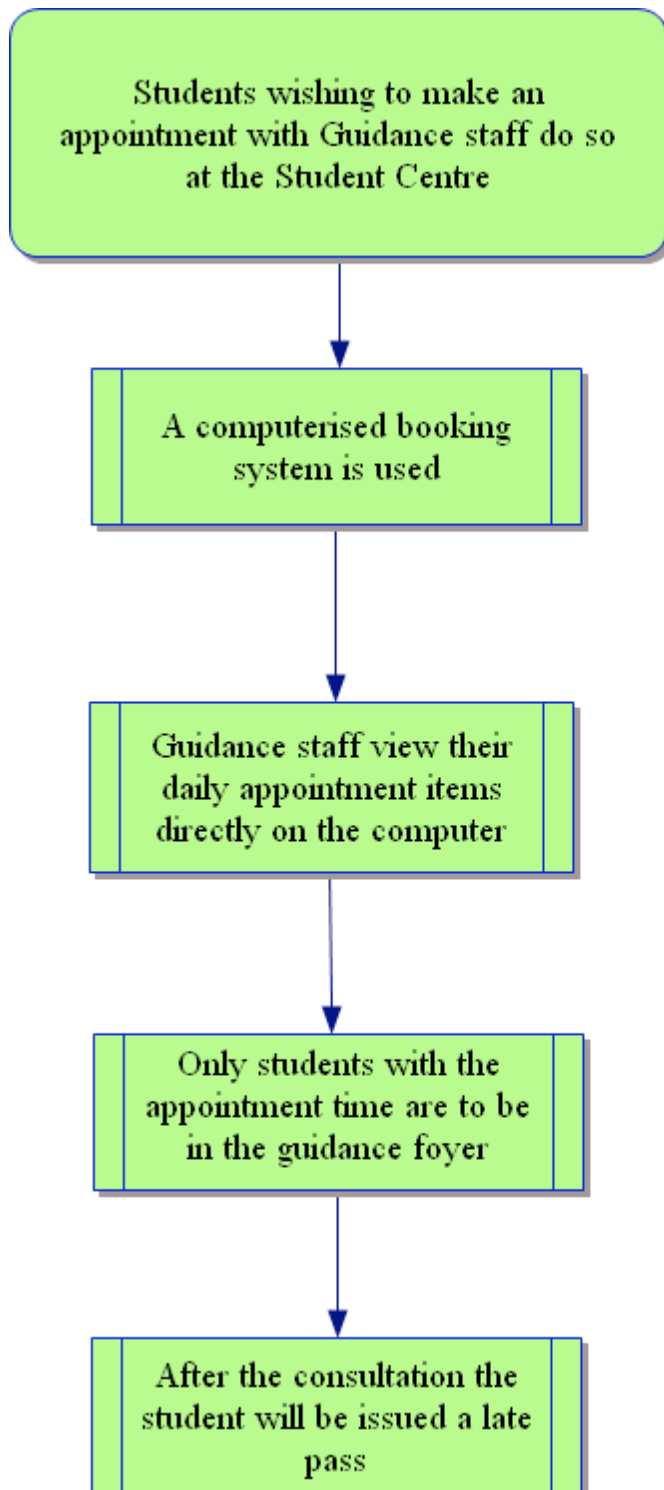 Students wishing to make an
appointment with Guidance staff do so
at the Student Centre
A computerised booking
system is used
Guidance staff view their
daily appointment items
directly on the computer
Only students with the
appointment time are to be
in the guidance foyer
After the consultation the
student will be issued a late
pass